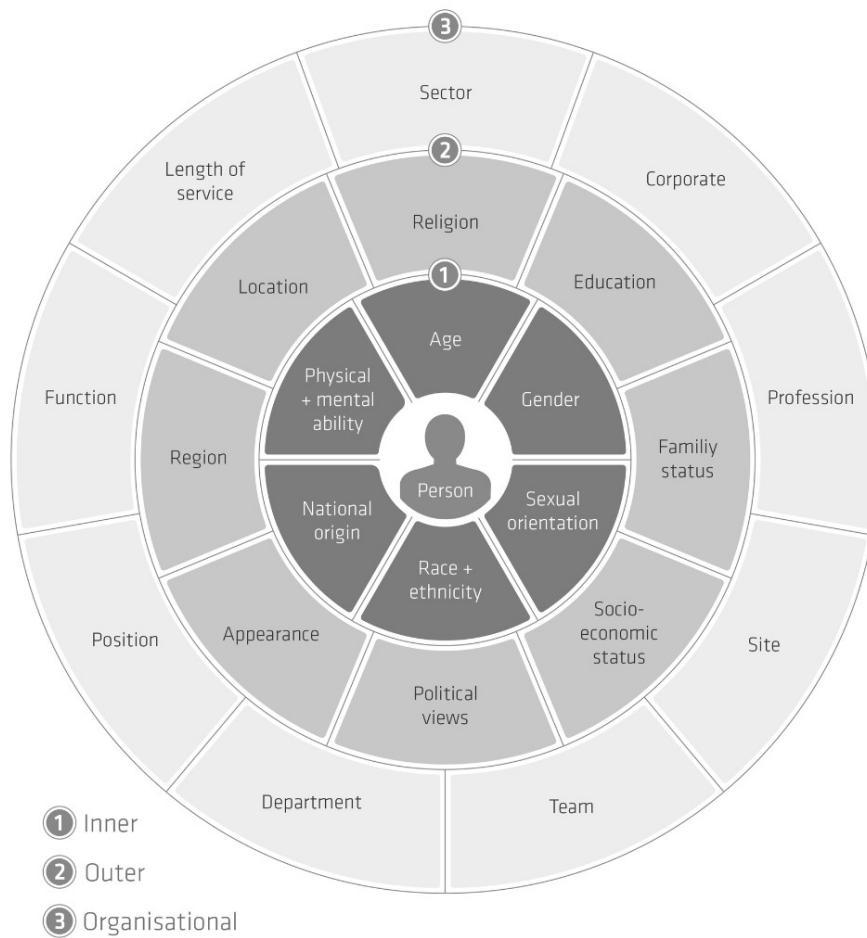 3
Sector
Length of
service
Corporate
2
Religion
Location
Education
1
Age
Physical
+ mental
ability
Gender
Function
Profession
Region
Familiy
status
Person
National
origin
Sexual
orientation
Race +
ethnicity
Position
Appearance
Socio-
economic
status
Site
Political
views
Department
Team
1 Inner
2 Outer
3 Organisational